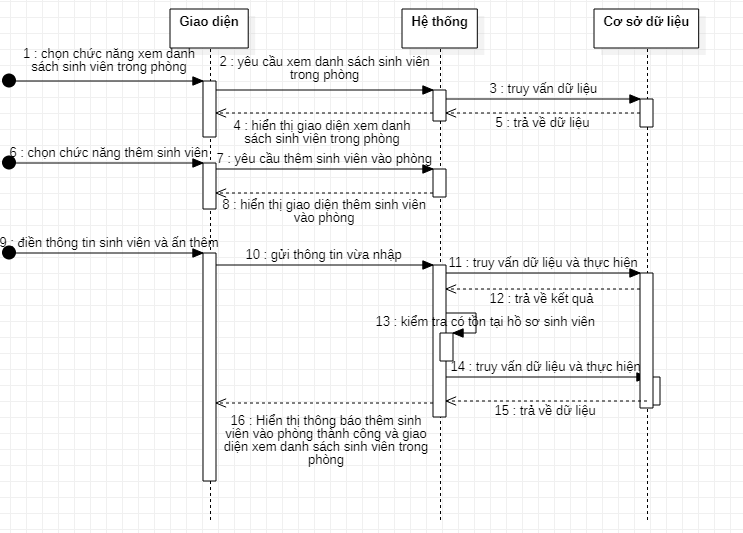 Giao diện
Hệ thống
Cơ sở dữ liệu
1 : chọn chức năng xem danh
sách sinh viên trong phòng
2 : yêu cầu xem danh sách sinh viên
trong phòng
3 : truy vấn dữ liệu
4 : hiển thị giao diện xem danh
sách sinh viên trong phòng
5 : trả về dữ liệu
6 : chọn chức năng thêm sinh viên
7 : yêu cầu thêm sinh viên vào phòng
8 : hiển thị giao diện thêm sinh viên
vào phòng
9 : điền thông tin sinh viên và ấn thêm
10 : gửi thông tin vừa nhập
11 : truy vấn dữ liệu và thực hiện
12 : trả về kết quả
13 : kiểm tra có tồn tại hồ sơ sinh viên
14 : truy vấn dữ liệu và thực hiện
15 : trả về dữ liệu
16 : Hiển thị thông báo thêm sinh
viên vào phòng thành công và giao
diện xem danh sách sinh viên trong
phòng